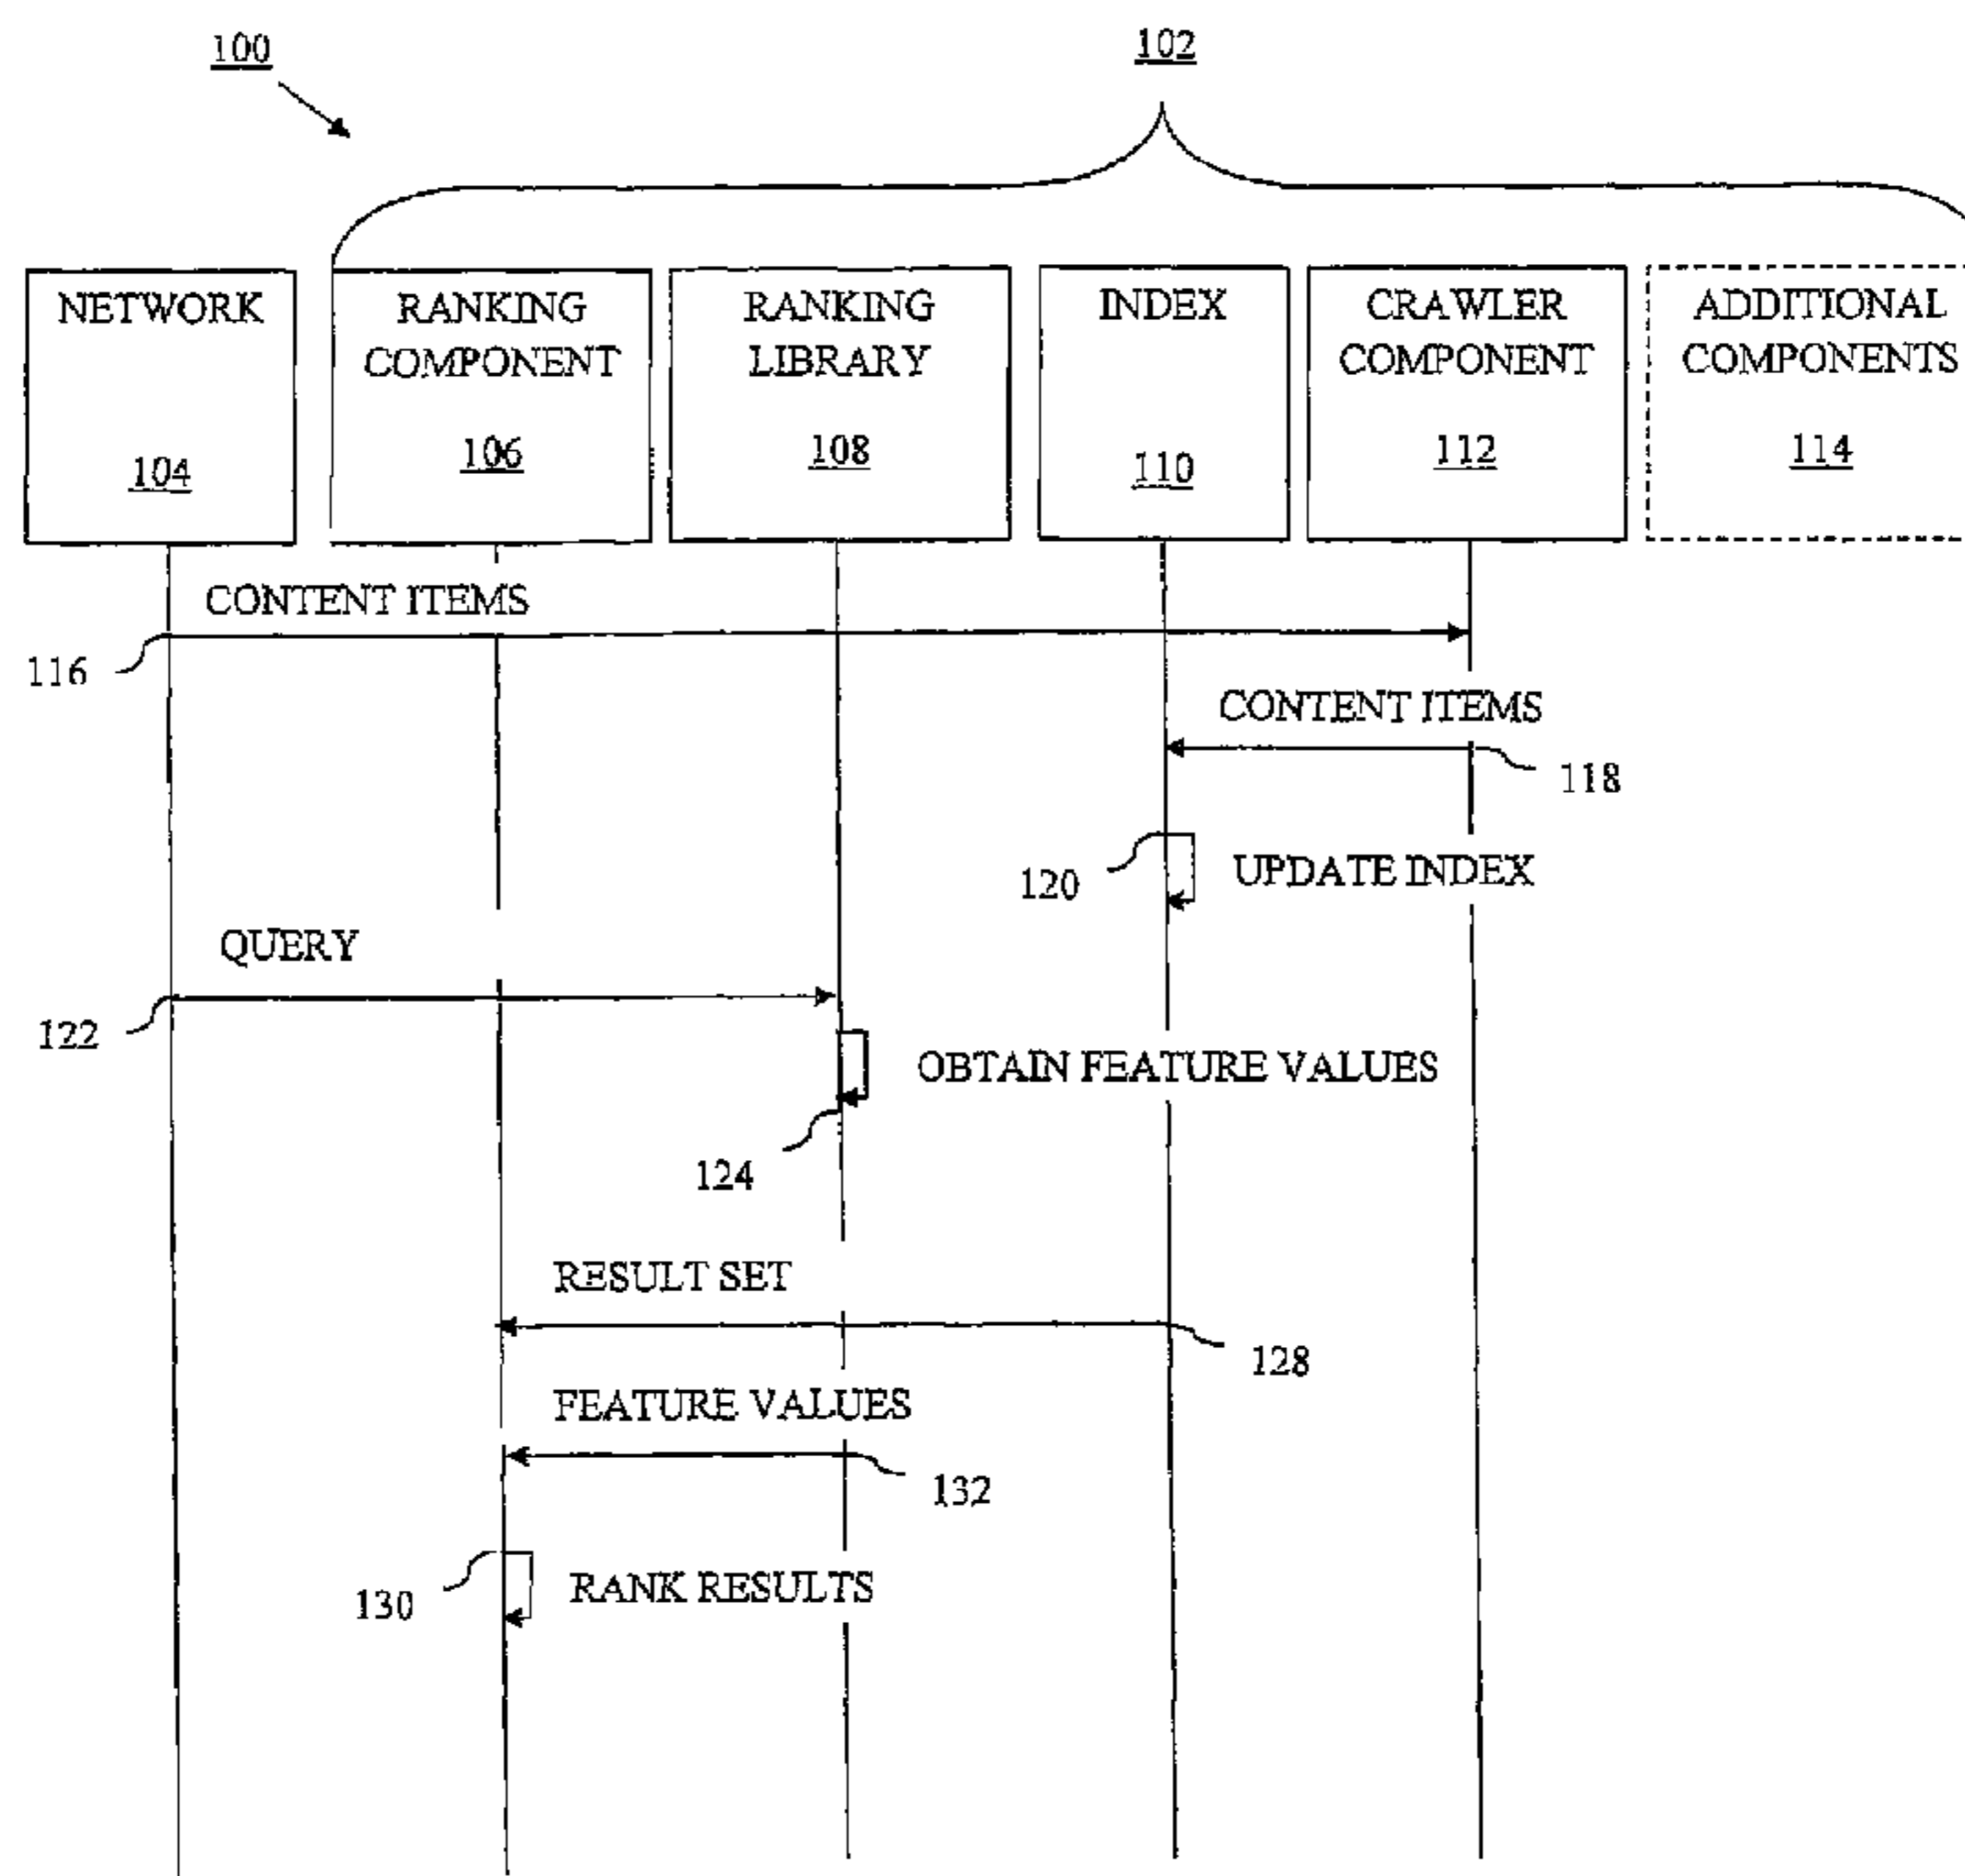 100
102
NETWORK
104
RANKING
COMPONENT
106
RANKING
LIBRARY
108
INDEX
110
CRAWLER
COMPONENT
112
ADDITIONAL
COMPONENTS
114
CONTENT ITEMS
116
CONTENT ITEMS
118
120
UPDATE INDEX
QUERY
122
OBTAIN FEATURE VALUES
124
RESULT SET
128
FEATURE VALUES
132
130
RANK RESULTS